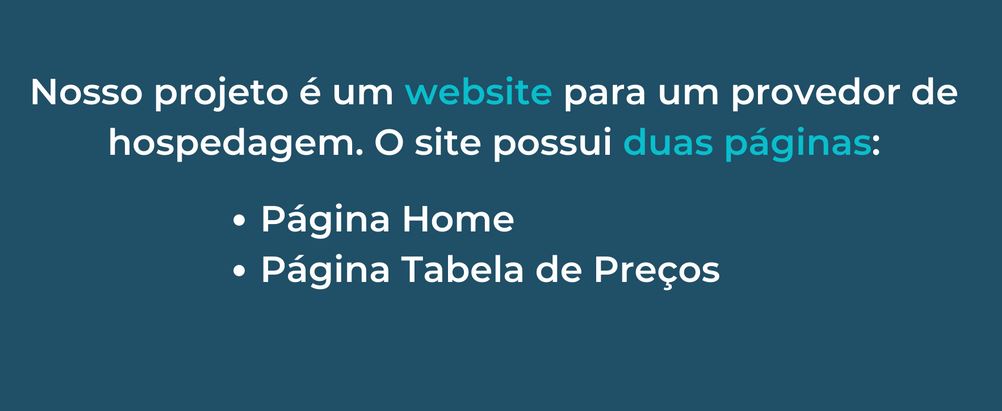 Nosso projeto é um website para um provedor de
hospedagem. O site possui duas páginas:
• Página Home
• Página Tabela de Preços